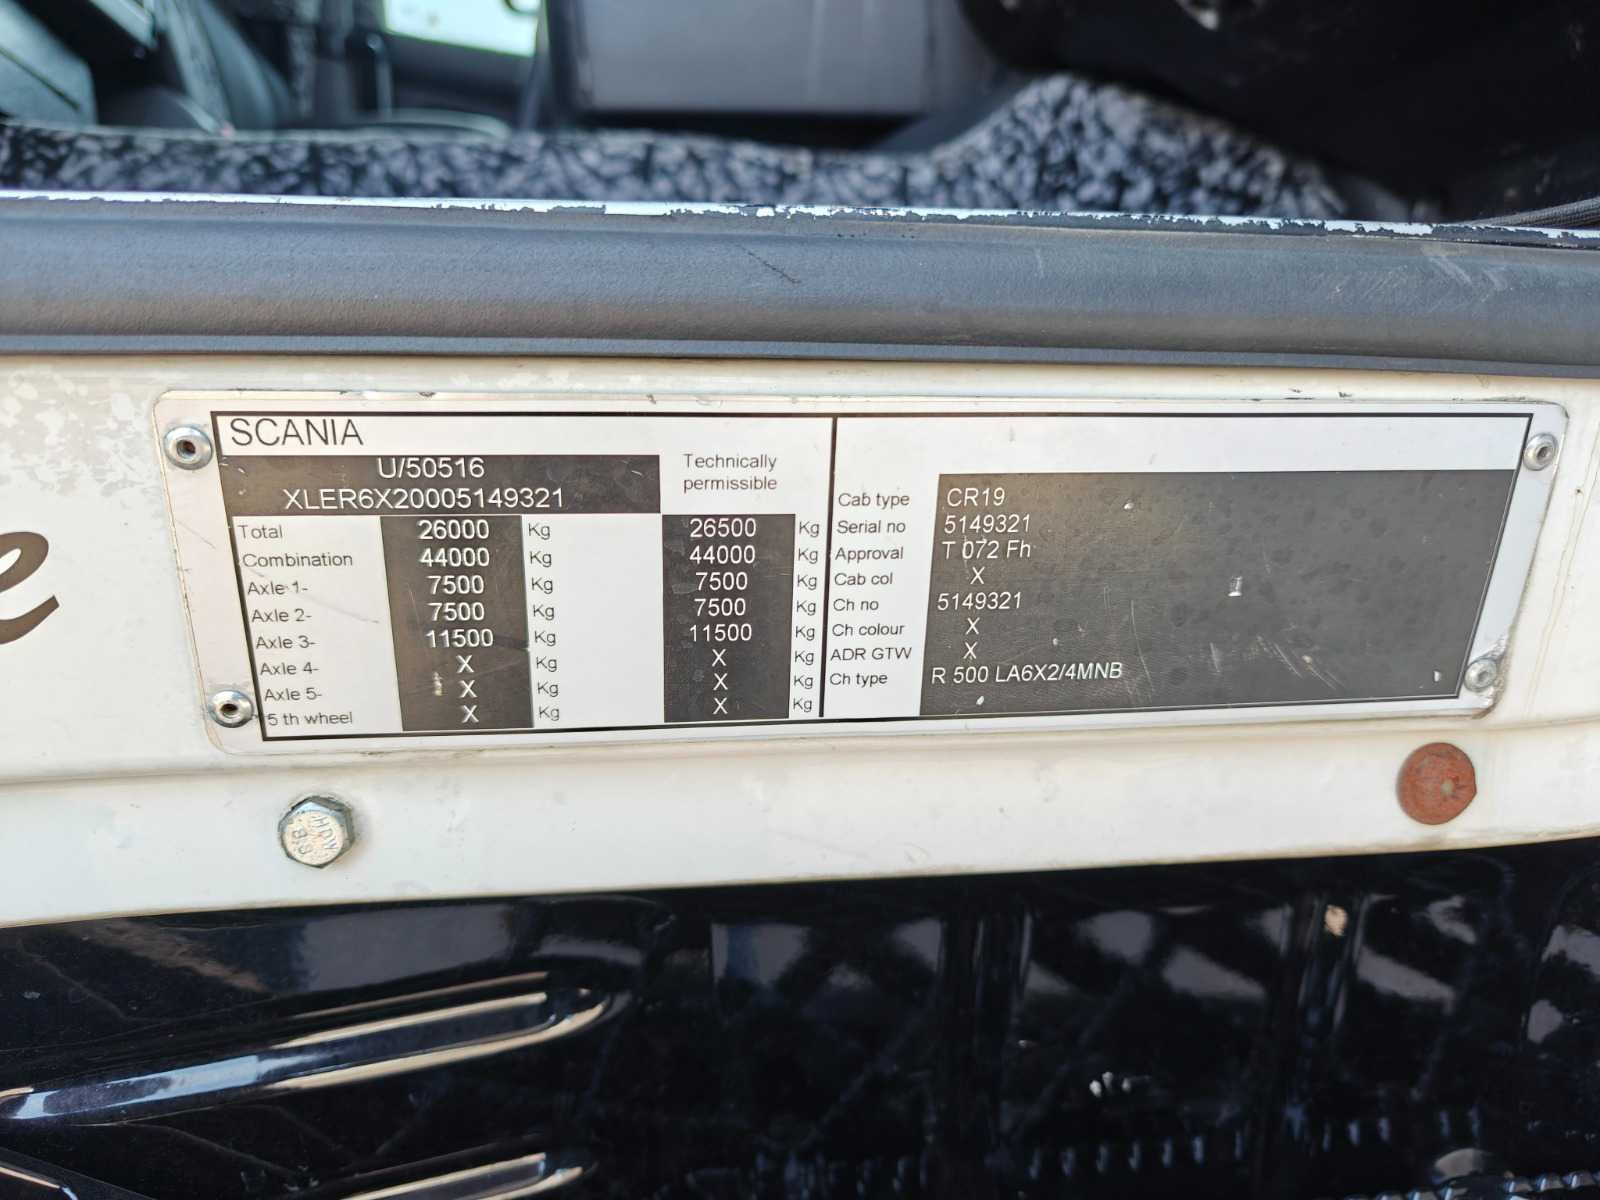 SCANIA
U/50516
XLER6X20005149321
Technically
permissible
Total 26000 Kg 26500 Kg
Combination 44000 Kg 44000 Kg
Axle 1- 7500 Kg 7500 Kg
Axle 2- 7500 Kg 7500 Kg
Axle 3- 11500 Kg 11500 Kg
Axle 4- X Kg X Kg
Axle 5- X Kg X Kg
5 th wheel X Kg X Kg
Cab type CR19
Serial no 5149321
Approval T 072 Fh
Cab col X
Ch no 5149321
Ch colour X
ADR GTW X
Ch type R 500 LA6X2/4MNB
e
HDW
8.8